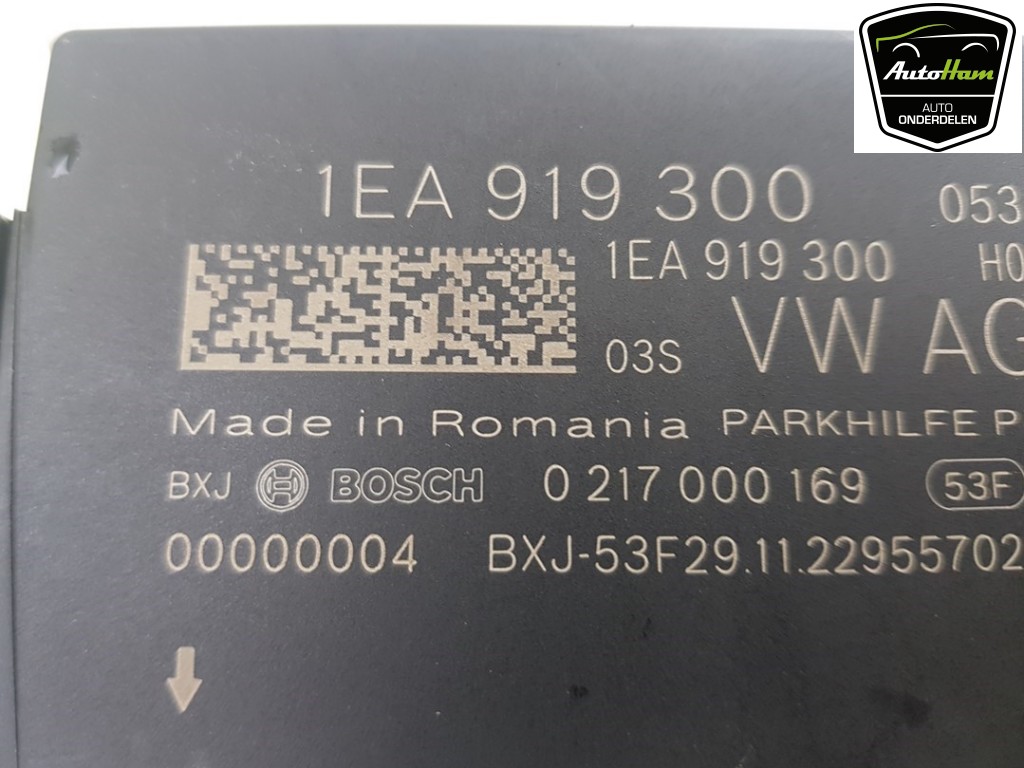 AutoHam
AUTO
ONDERDELEN
1EA 919 300 053
1EA 919 300 H0
03S VW AG
Made in Romania PARKHILFE P
BXJ BOSCH 0 217 000 169 53F
00000004 BXJ-53F29.11.22955702